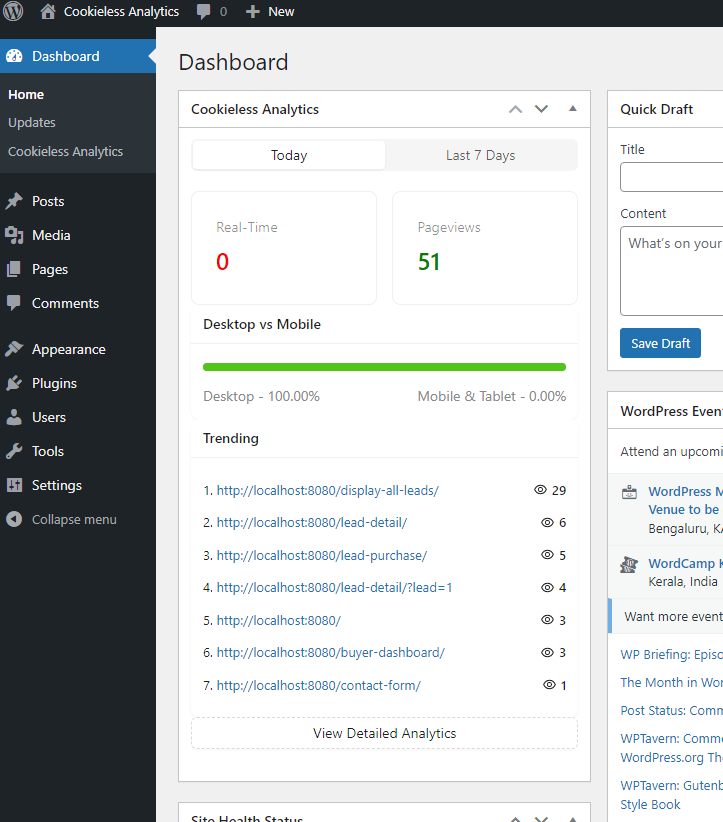 Cookieless Analytics 0 New
Dashboard
Home
Updates
Cookieless Analytics
Posts
Media
Pages
Comments
Appearance
Plugins
Users
Tools
Settings
Collapse menu
Dashboard
Cookieless Analytics
Today Last 7 Days
Real-Time Pageviews
0 51
Desktop vs Mobile
Desktop - 100.00% Mobile & Tablet - 0.00%
Trending
1. http://localhost:8080/display-all-leads/ 29
2. http://localhost:8080/lead-detail/ 6
3. http://localhost:8080/lead-purchase/ 5
4. http://localhost:8080/lead-detail/?lead=1 4
5. http://localhost:8080/ 3
6. http://localhost:8080/buyer-dashboard/ 3
7. http://localhost:8080/contact-form/ 1
View Detailed Analytics
Site Health Status
Quick Draft
Title
Content
What's on your
Save Draft
WordPress Even
Attend an upcomi
WordPress M
Venue to be
Bengaluru, KA
WordCamp K
Kerala, India
Want more event
WP Briefing: Episo
The Month in Wor
Post Status: Comm
WPTavern: Comme
WordPress.org The
WPTavern: Gutenb
Style Book